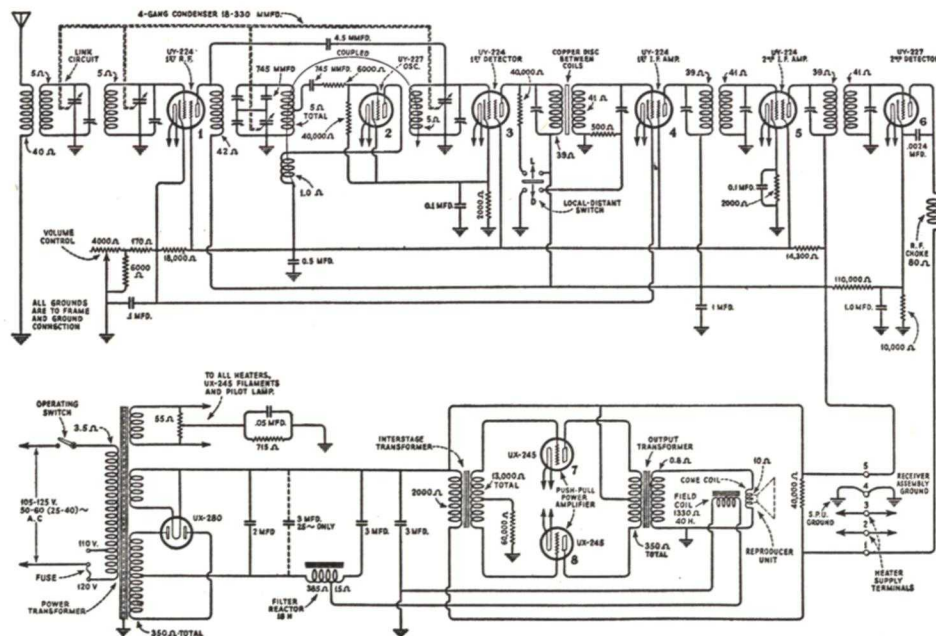 4-GANG CONDENSER 18-330 MMFD.
4.5 MMFD.
COUPLED
LINK
CIRCUIT
5Ω
5Ω
UY-224
1ST R.F.
745 MMFD
745 MMFD.
6000Ω
UY-227
OSC.
UY-224
1ST DETECTOR
40,000Ω
COPPER DISC
BETWEEN
COILS
UY-224
1ST I.F. AMP.
39Ω
41Ω
UY-224
2ND I.F. AMP.
39Ω
41Ω
UY-227
2ND DETECTOR
5
Ω
TOTAL
40,000Ω
5Ω
41Ω
500Ω
1
2
3
4
5
6
.0024
MFD.
40Ω
42Ω
1.0Ω
39Ω
0.1 MFD.
2000Ω
L
D
LOCAL-DISTANT
SWITCH
0.1 MFD.
2000Ω
R.F.
CHOKE
80Ω
VOLUME
CONTROL
4000Ω
170Ω
18,000Ω
6000
Ω
0.5 MFD.
14,300Ω
110,000Ω
ALL GROUNDS
ARE TO FRAME
AND GROUND
CONNECTION
.1 MFD.
1 MFD.
1.0 MFD.
10,000Ω
TO ALL HEATERS,
UX-245 FILAMENTS
AND PILOT LAMP.
OPERATING
SWITCH
3.5Ω
55Ω
.05 MFD.
715Ω
INTERSTAGE
TRANSFORMER
UX-245
7
OUTPUT
TRANSFORMER
0.8Ω
CONE COIL
10Ω
13,000Ω
TOTAL
PUSH-PULL
POWER
AMPLIFIER
FIELD
COIL
1330Ω
40 H.
40,000Ω
5
4
3
2
1
RECEIVER
ASSEMBLY
GROUND
S.P.U.
GROUND
105-125 V.
50-60 (25-40)~
A.C
2000Ω
UX-280
2 MFD
3 MFD.
25~ ONLY
3 MFD.
3 MFD.
60,000Ω
UX-245
8
350Ω
TOTAL
REPRODUCER
UNIT
HEATER
SUPPLY
TERMINALS
110 V.
FUSE
120 V
POWER
TRANSFORMER
385Ω
15Ω
FILTER
REACTOR
18 H
350Ω-TOTAL